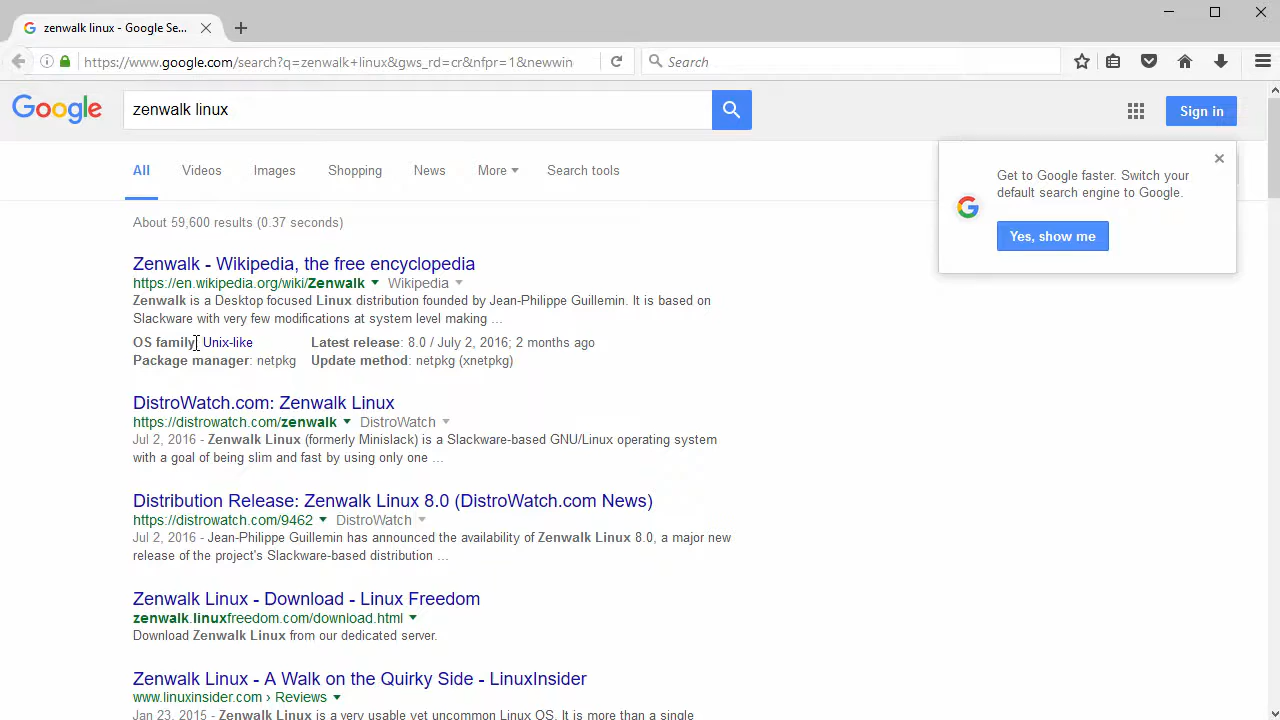 zenwalk linux - Google Se...
https://www.google.com/search?q=zenwalk+linux&gws_rd=cr&nfpr=1&newwin
Search
Google
zenwalk linux
Sign in
All Videos Images Shopping News More Search tools
Get to Google faster. Switch your
default search engine to Google.
Yes, show me
About 59,600 results (0.37 seconds)
Zenwalk - Wikipedia, the free encyclopedia
https://en.wikipedia.org/wiki/Zenwalk Wikipedia
Zenwalk is a Desktop focused Linux distribution founded by Jean-Philippe Guillemin. It is based on
Slackware with very few modifications at system level making ...
OS family: Unix-like Latest release: 8.0 / July 2, 2016; 2 months ago
Package manager: netpkg Update method: netpkg (xnetpkg)
DistroWatch.com: Zenwalk Linux
https://distrowatch.com/zenwalk DistroWatch
Jul 2, 2016 - Zenwalk Linux (formerly Minislack) is a Slackware-based GNU/Linux operating system
with a goal of being slim and fast by using only one ...
Distribution Release: Zenwalk Linux 8.0 (DistroWatch.com News)
https://distrowatch.com/9462 DistroWatch
Jul 2, 2016 - Jean-Philippe Guillemin has announced the availability of Zenwalk Linux 8.0, a major new
release of the project's Slackware-based distribution ...
Zenwalk Linux - Download - Linux Freedom
zenwalk.linuxfreedom.com/download.html
Download Zenwalk Linux from our dedicated server.
Zenwalk Linux - A Walk on the Quirky Side - LinuxInsider
www.linuxinsider.com › Reviews
Jan 23, 2015 - Zenwalk Linux is a very usable yet uncommon Linux OS. It is more than a single